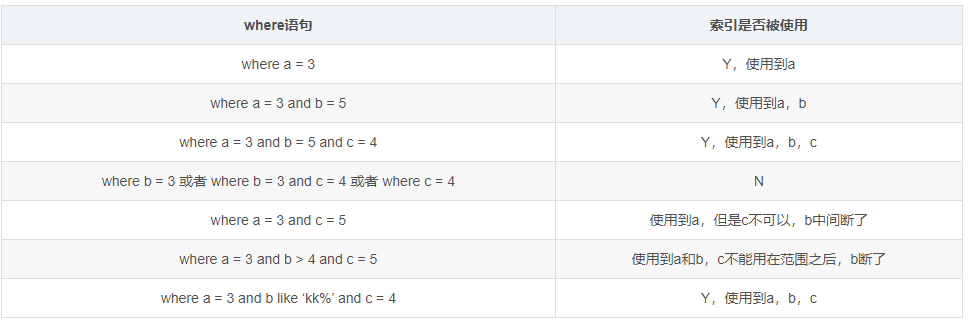 where语句 索引是否被使用
where a = 3 Y，使用到a
where a = 3 and b = 5 Y，使用到a，b
where a = 3 and b = 5 and c = 4 Y，使用到a，b，c
where b = 3 或者 where b = 3 and c = 4 或者 where c = 4 N
where a = 3 and c = 5 使用到a，但是c不可以，b中间断了
where a = 3 and b > 4 and c = 5 使用到a和b，c不能用在范围之后，b断了
where a = 3 and b like ‘kk%’ and c = 4 Y，使用到a，b，c